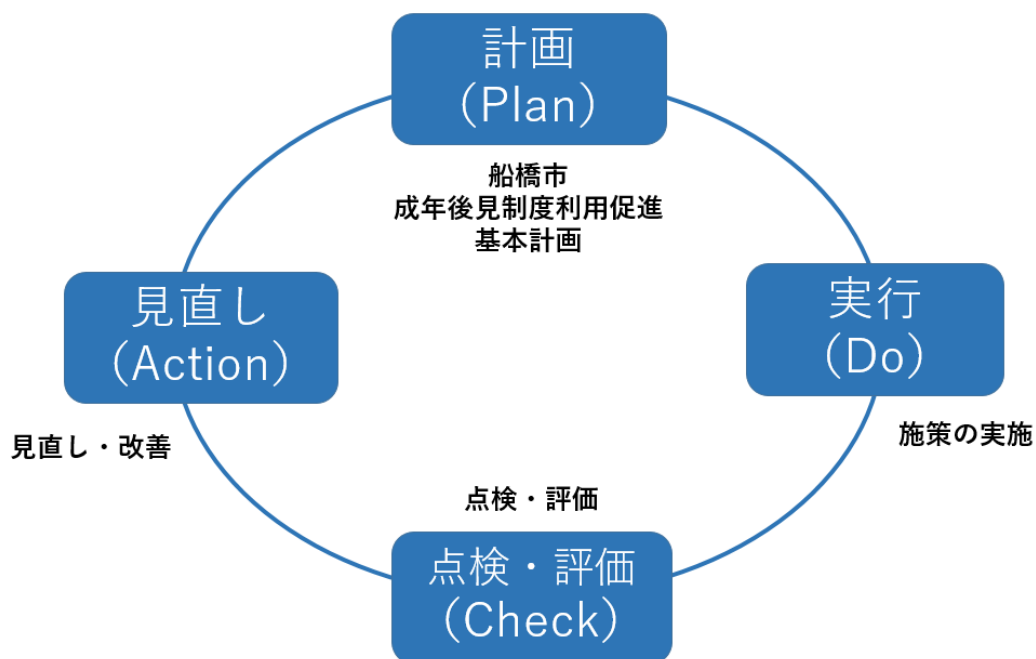 計画
(Plan)
船橋市
成年後見制度利用促進
基本計画
見直し
(Action)
見直し・改善
実行
(Do)
施策の実施
点検・評価
点検・評価
(Check)